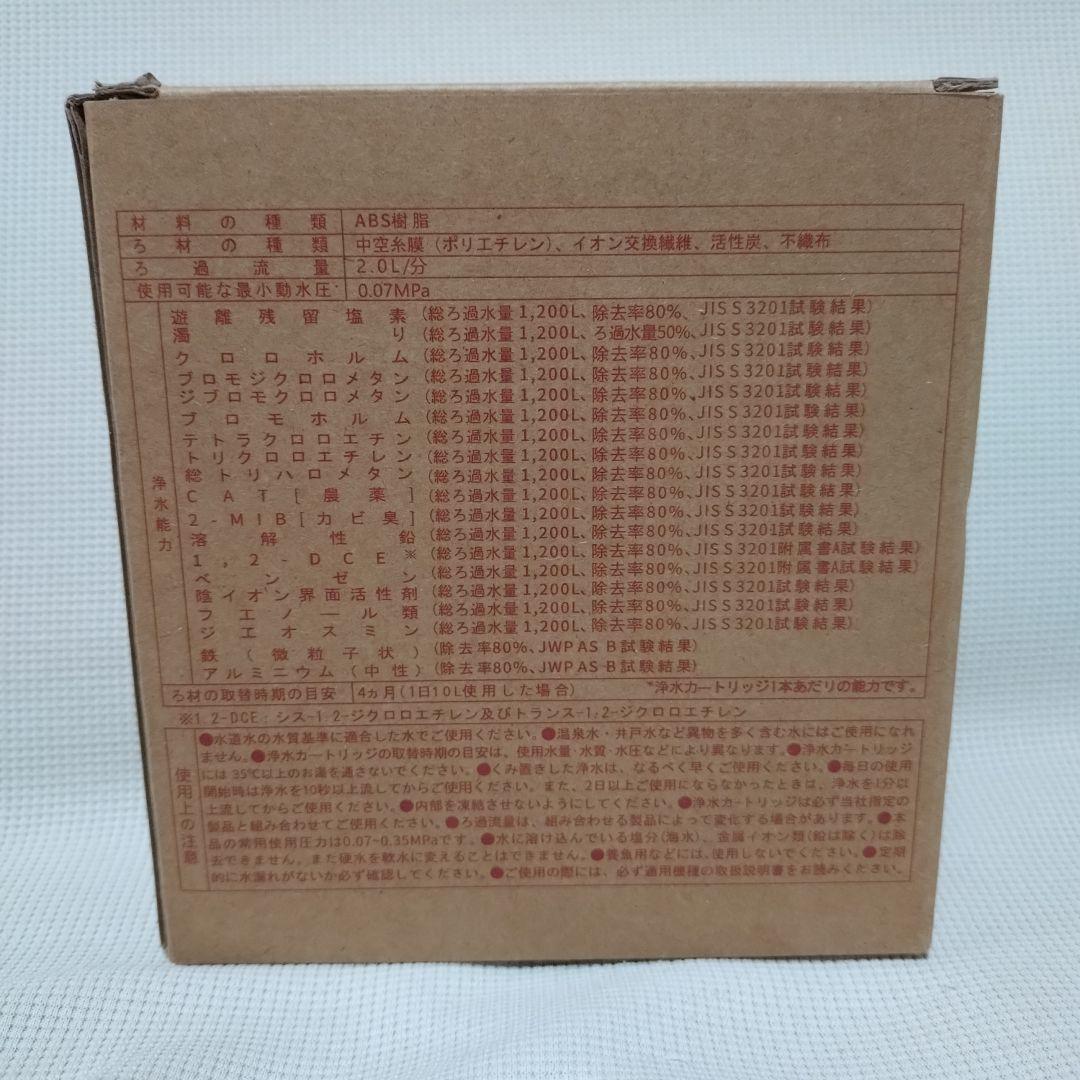 材料の種類 ABS樹脂
ろ材の種類 中空糸膜（ポリエチレン）、イオン交換繊維、活性炭、不織布
ろ過流量 2.0L/分
使用可能な最小動水圧 0.07MPa
浄水能力
遊離残留塩素（総ろ過水量1,200L、除去率80%、JIS S 3201試験結果）
濁り（総ろ過水量1,200L、ろ過水量50%、JIS S 3201試験結果）
クロロホルム（総ろ過水量1,200L、除去率80%、JIS S 3201試験結果）
ブロモジクロロメタン（総ろ過水量1,200L、除去率80%、JIS S 3201試験結果）
ジブロモクロロメタン（総ろ過水量1,200L、除去率80%、JIS S 3201試験結果）
ブロモホルム（総ろ過水量1,200L、除去率80%、JIS S 3201試験結果）
テトラクロロエチン（総ろ過水量1,200L、除去率80%、JIS S 3201試験結果）
トリクロロエチレン（総ろ過水量1,200L、除去率80%、JIS S 3201試験結果）
総トリハロメタン（総ろ過水量1,200L、除去率80%、JIS S 3201試験結果）
CAT[農薬]（総ろ過水量1,200L、除去率80%、JIS S 3201試験結果）
2-MIB[カビ臭]（総ろ過水量1,200L、除去率80%、JIS S 3201試験結果）
溶解性鉛（総ろ過水量1,200L、除去率80%、JIS S 3201試験結果）
1,2-DCE※（総ろ過水量1,200L、除去率80%、JIS S 3201附属書A試験結果）
ベンゼン（総ろ過水量1,200L、除去率80%、JIS S 3201附属書A試験結果）
陰イオン界面活性剤（総ろ過水量1,200L、除去率80%、JIS S 3201試験結果）
フエノール類（総ろ過水量1,200L、除去率80%、JIS S 3201試験結果）
ジエオスミン（総ろ過水量1,200L、除去率80%、JIS S 3201試験結果）
鉄（微粒子状）（除去率80%、JWPAS B試験結果）
アルミニウム（中性）（除去率80%、JWPAS B試験結果）
ろ材の取替時期の目安 4ヵ月（1日10L使用した場合） *浄水カートリッジ1本あだりの能力です。
※1.2-DCE：シス-1.2-ジクロロエチレン及びトランス-1.2-ジクロロエチレン
使用上の注意
●水道水の水質基準に適合した水でご使用ください。●温泉水・井戸水など異物を多く含む水にはご使用になれ
ません。●浄水カートリッジの取替時期の目安は、使用水量・水質・水圧などにより異なります。●浄水カートリッジ
には35℃以上のお湯を通さないでください。●くみ置きした浄水は、なるべく早くご使用ください。●毎日の使用
開始時は浄水を10秒以上流してからご使用ください。また、2日以上ご使用にならなかったときは、浄水を1分以
上流してからご使用ください。●内部を凍結させないようにしてください。●浄水カートリッジは必ず当社指定の
製品と組み合わせてご使用ください。●ろ過流量は、組み合わせる製品によって変化する場合があります。●本
品の常用使用圧力は0.07~0.35MPaです。●水に溶け込んでいる塩分（海水）、金属イオン類（鉛は除く）は除
去できません。また硬水を軟水に変えることはできません。●養魚用などには、使用しないでください。●定期
的に水漏れがないか必ず確認してください。●ご使用の際には、必ず適用機種の取扱説明書をお読みください。